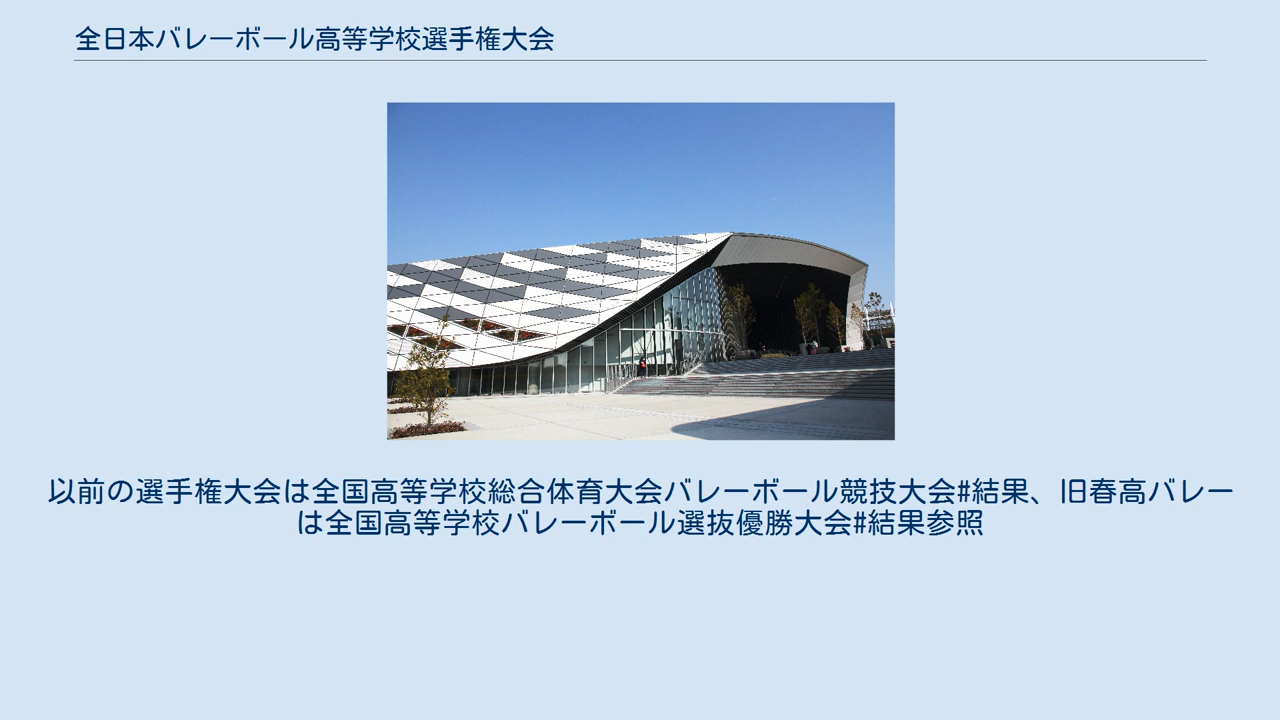 全日本バレーボール高等学校選手権大会
以前の選手権大会は全国高等学校総合体育大会バレーボール競技大会#結果、旧春高バレー
は全国高等学校バレーボール選抜優勝大会#結果参照